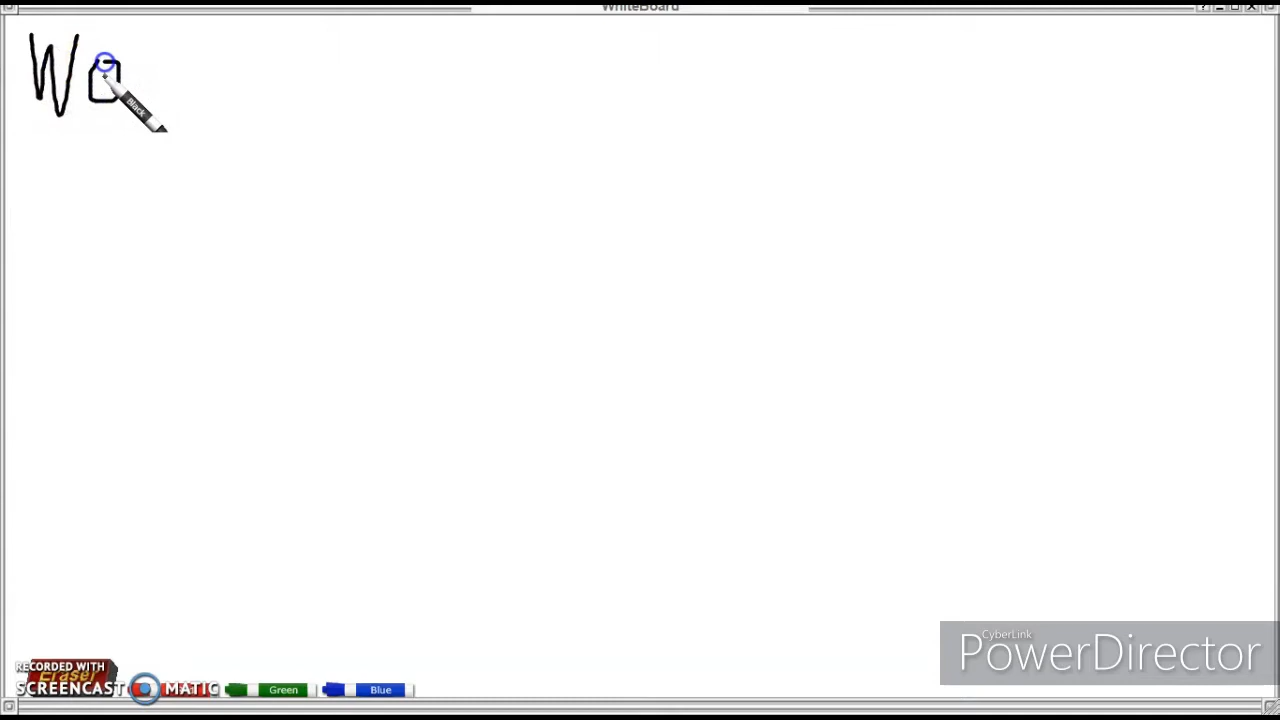 WhiteBoard
Wo
Black
RECORDED WITH
SCREENCAST MATIC
Eraser
Green
Blue
CyberLink
PowerDirector